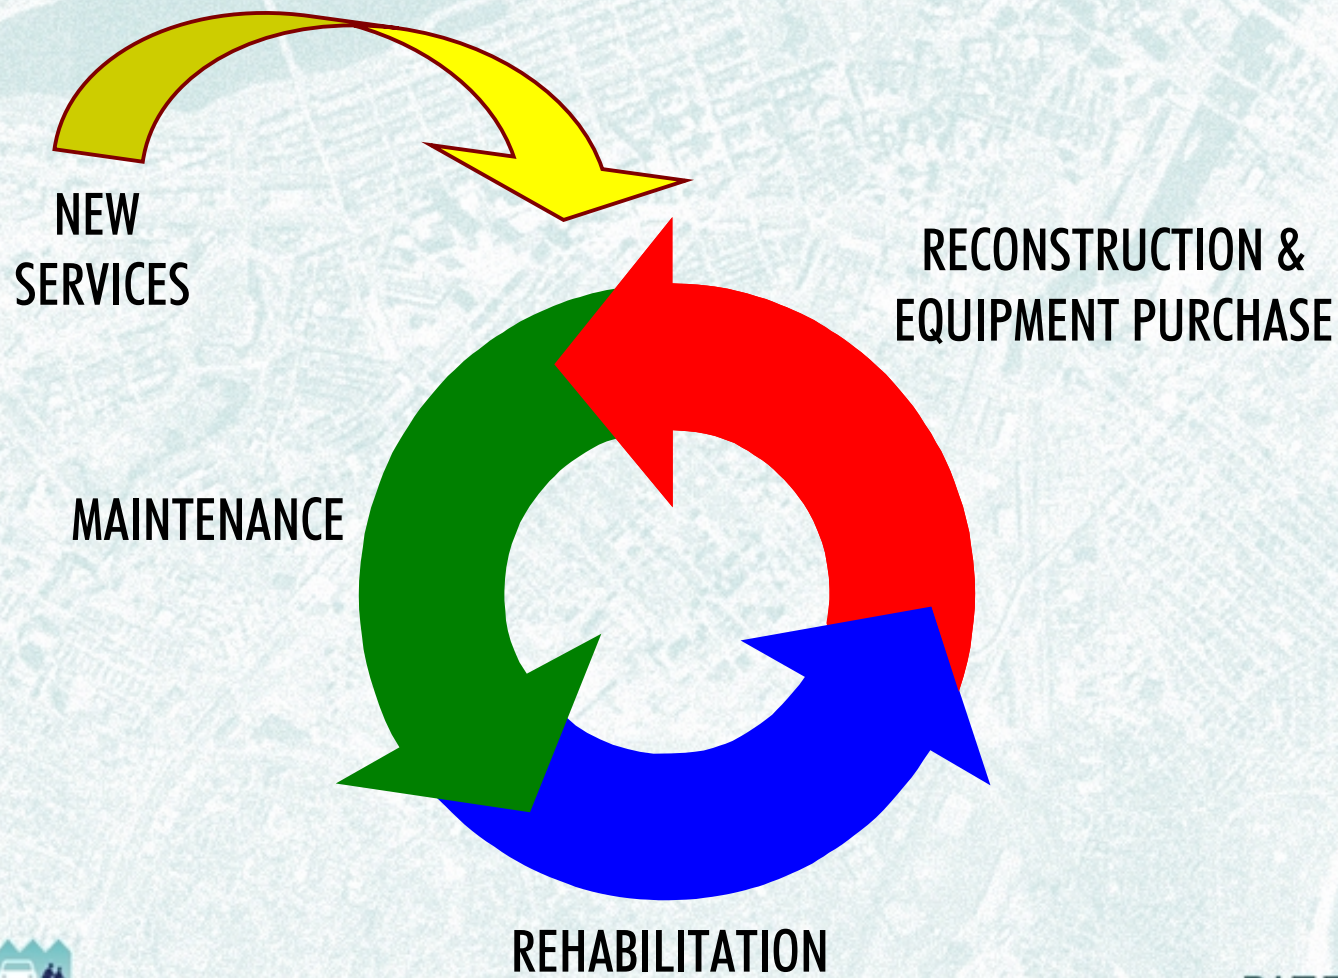 NEW
SERVICES
RECONSTRUCTION &
EQUIPMENT PURCHASE
MAINTENANCE
REHABILITATION